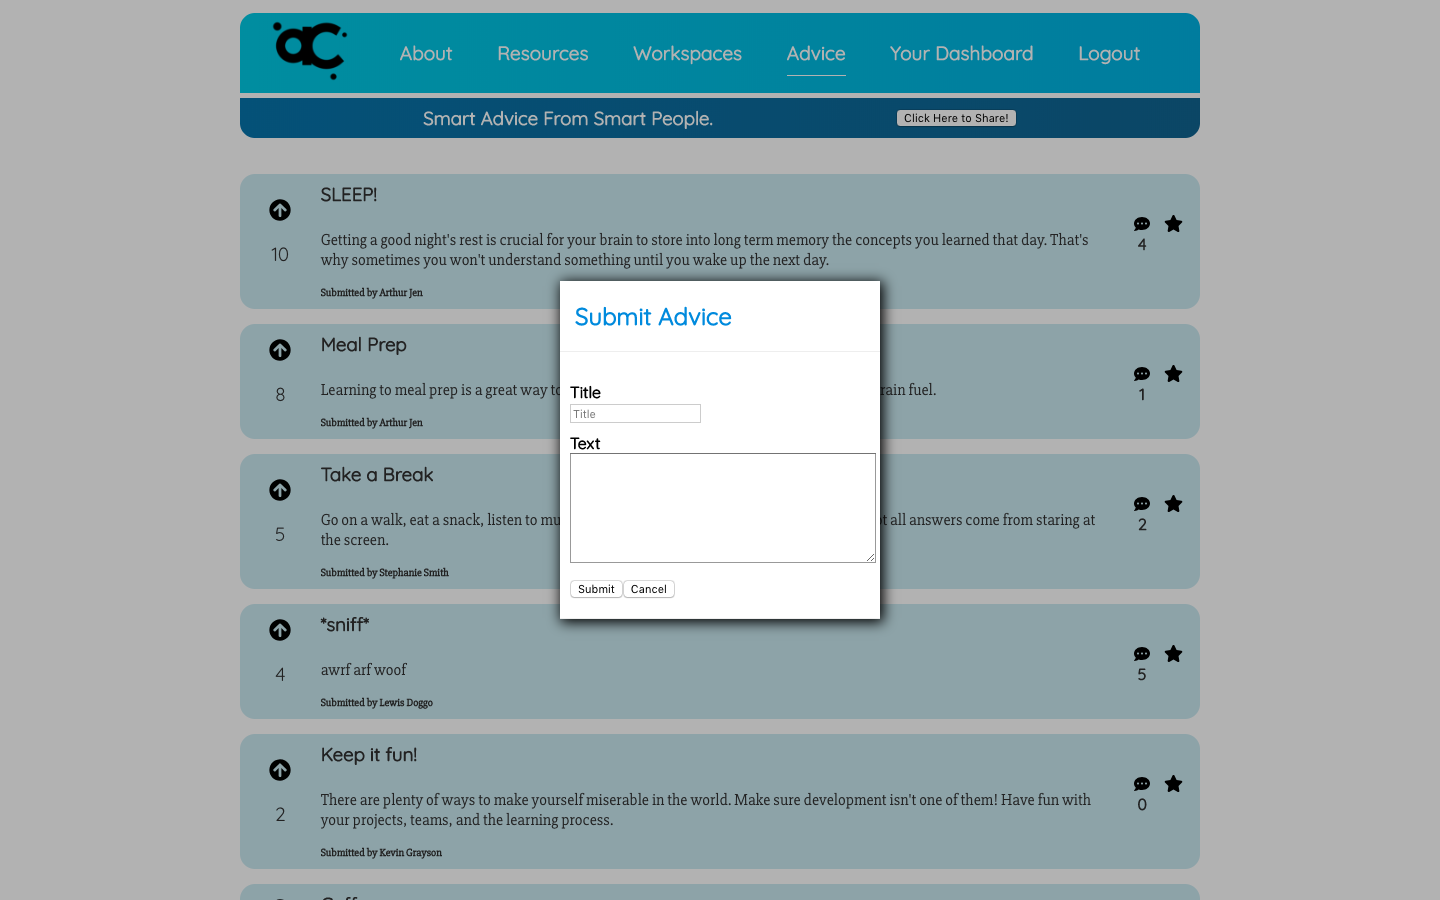 ac
About Resources Workspaces Advice Your Dashboard Logout
Smart Advice From Smart People.
Click Here to Share!
SLEEP!
10
Getting a good night's rest is crucial for your brain to store into long term memory the concepts you learned that day. That's
why sometimes you won't understand something until you wake up the next day.
4
Submitted by Arthur Jen
Submit Advice
Title
Title
Text
Submit Cancel
Meal Prep
8
Learning to meal prep is a great way to
fuel.
1
Submitted by Arthur Jen
Take a Break
5
Go on a walk, eat a snack, listen to
all answers come from staring at
the screen.
2
Submitted by Stephanie Smith
*sniff*
4
awrf arf woof
5
Submitted by Lewis Doggo
Keep it fun!
2
There are plenty of ways to make yourself miserable in the world. Make sure development isn't one of them! Have fun with
your projects, teams, and the learning process.
0
Submitted by Kevin Grayson